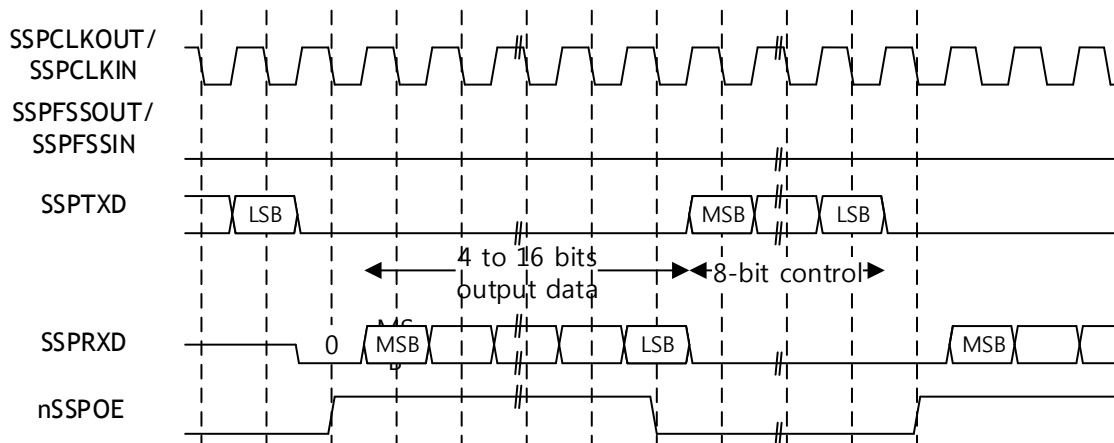 SSPCLKOUT/
SSPCLKIN
SSPFSSOUT/
SSPFSSIN
SSPTXD
LSB
MSB
LSB
4 to 16 bits
output data
8-bit control
SSPRXD
0
MS
B
MSB
LSB
MSB
nSSPOE